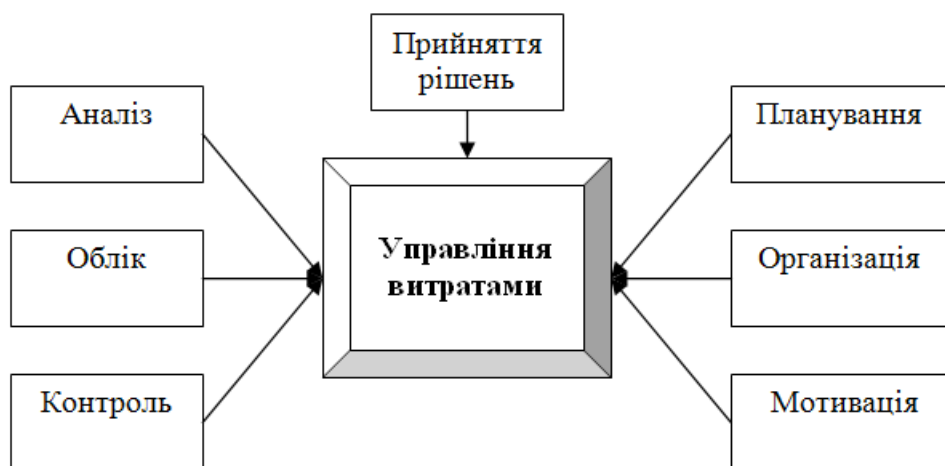 Прийняття
рішень
Аналіз
Планування
Облік
Управління
витратами
Організація
Контроль
Мотивація